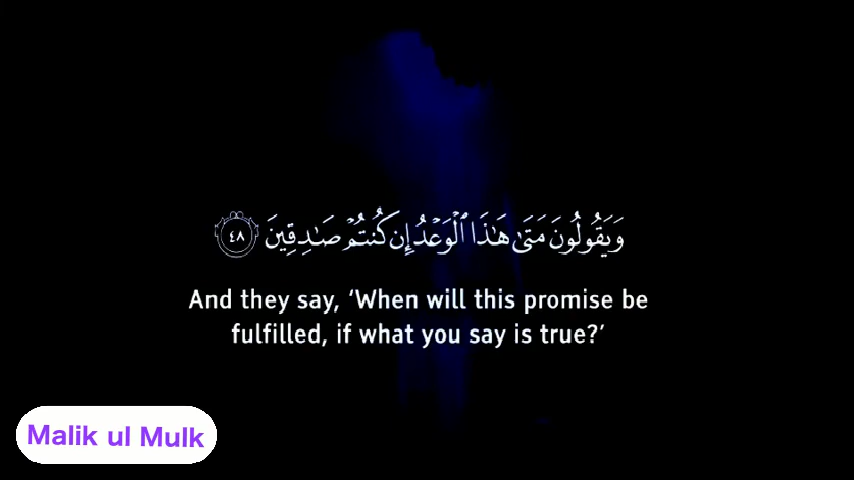 وَيَقُولُونَ مَتَىٰ هَٰذَا ٱلْوَعْدُ إِن كُنتُمْ صَٰدِقِينَ ٤٨
And they say, ‘When will this promise be
fulfilled, if what you say is true?’
Malik ul Mulk